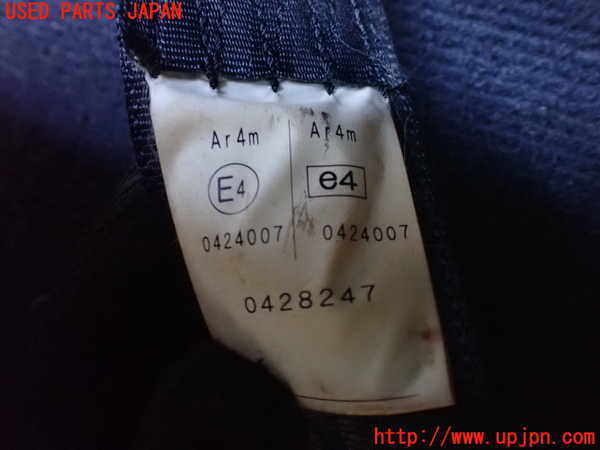 USED PARTS JAPAN
Ar4m Ar4m
E4 e4
0424007 0424007
0428247
http://www.upjpn.com/